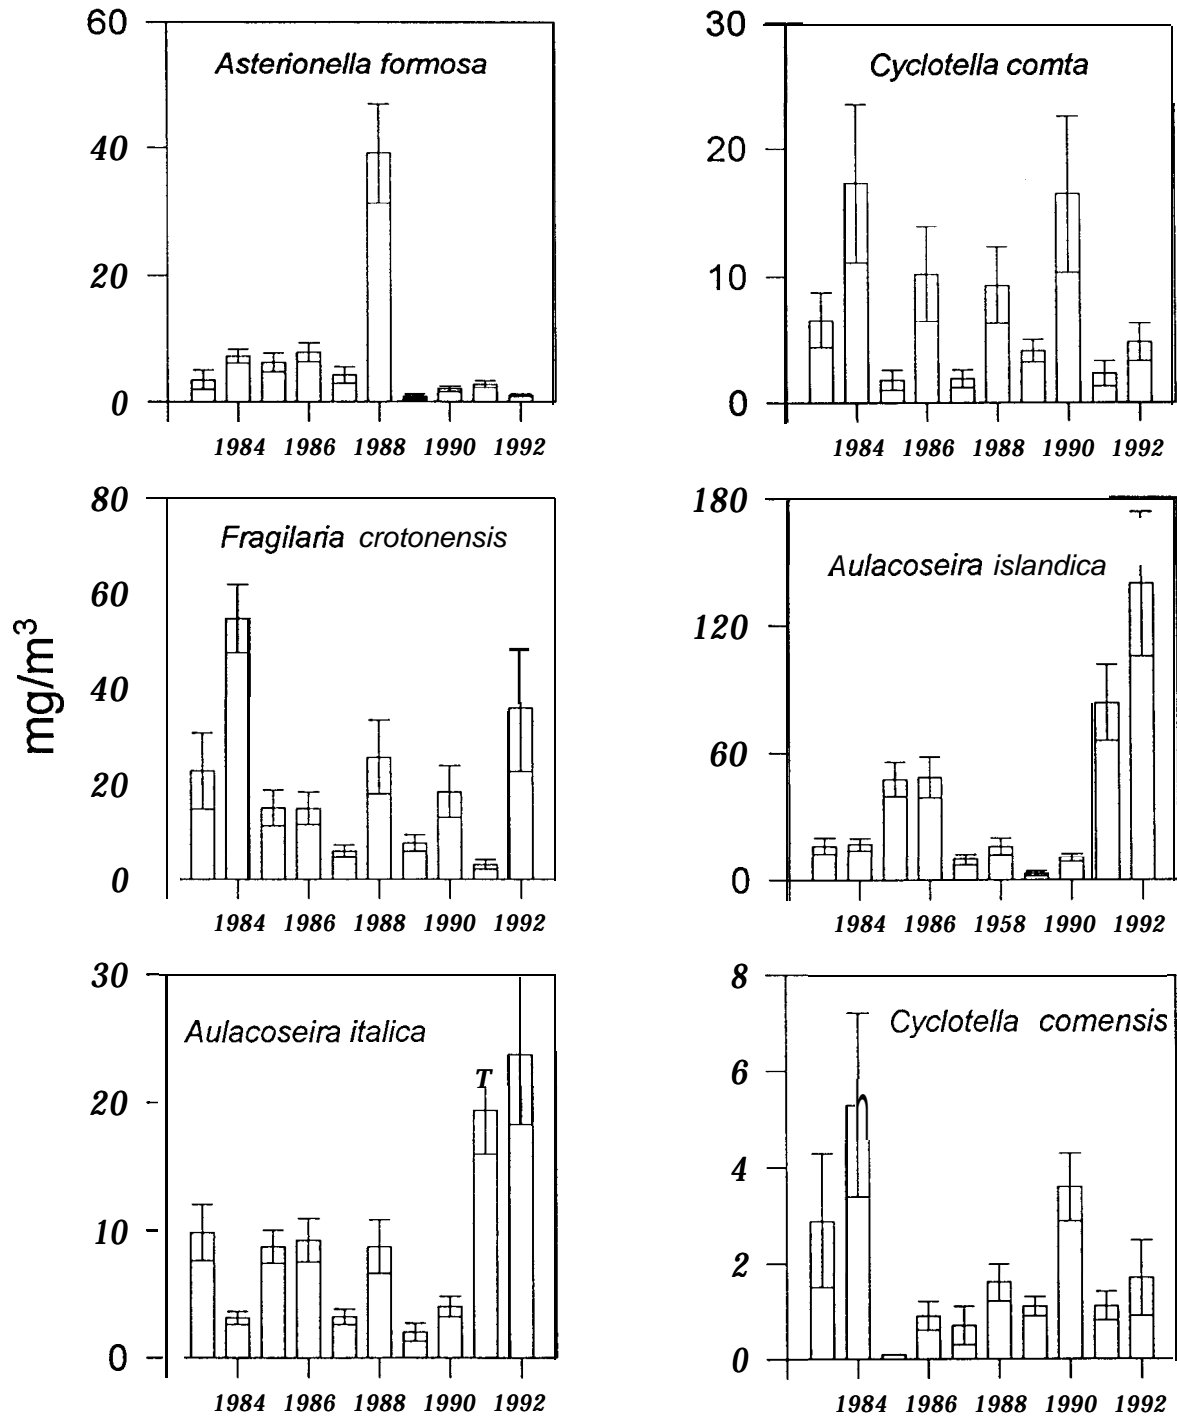 mg/m³
Asterionella formosa
60
40
20
0
1984 1986 1988 1990 1992
Cyclotella comta
30
20
10
0
1984 1986 1988 1990 1992
Fragilaria crotonensis
80
60
40
20
0
1984 1986 1988 1990 1992
Aulacoseira islandica
180
120
60
0
1984 1986 1958 1990 1992
Aulacoseira italica
30
20
10
0
T
1984 1986 1988 1990 1992
Cyclotella comensis
8
6
4
2
0
1984 1986 1988 1990 1992